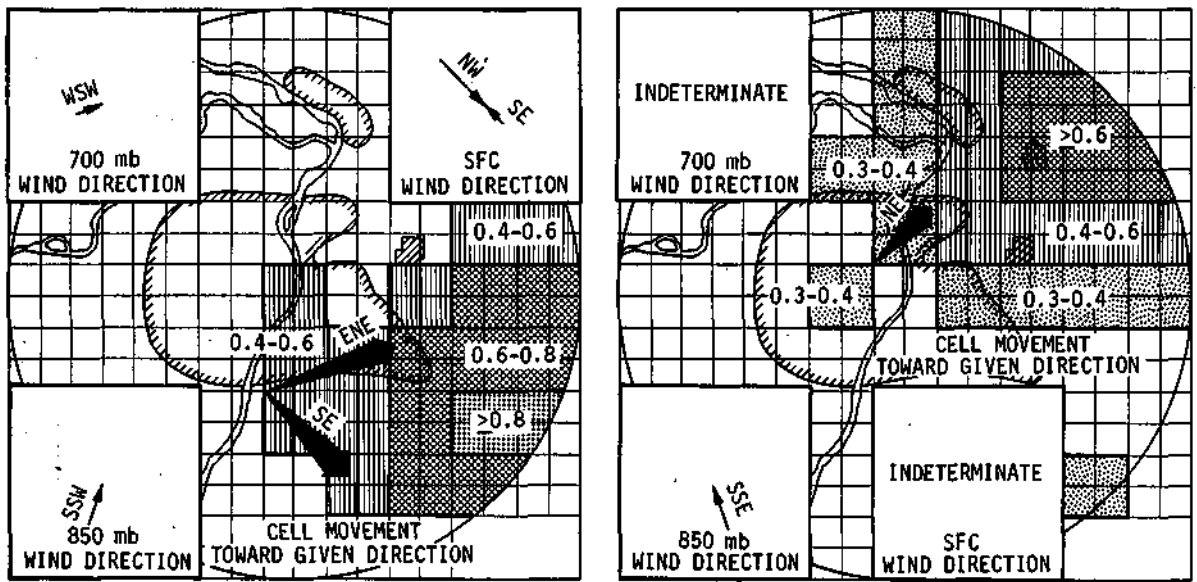 WSW
700 mb
WIND DIRECTION
NW
SE
SFC
WIND DIRECTION
0.4-0.6
0.4-0.6
ENE
0.6-0.8
SE
≥0.8
SSW
850 mb
WIND DIRECTION
CELL MOVEMENT
TOWARD GIVEN DIRECTION
INDETERMINATE
700 mb
WIND DIRECTION
≥0.6
0.3-0.4
NE
0.4-0.6
0.3-0.4
0.3-0.4
CELL MOVEMENT
TOWARD GIVEN DIRECTION
SSE
850 mb
WIND DIRECTION
INDETERMINATE
SFC
WIND DIRECTION